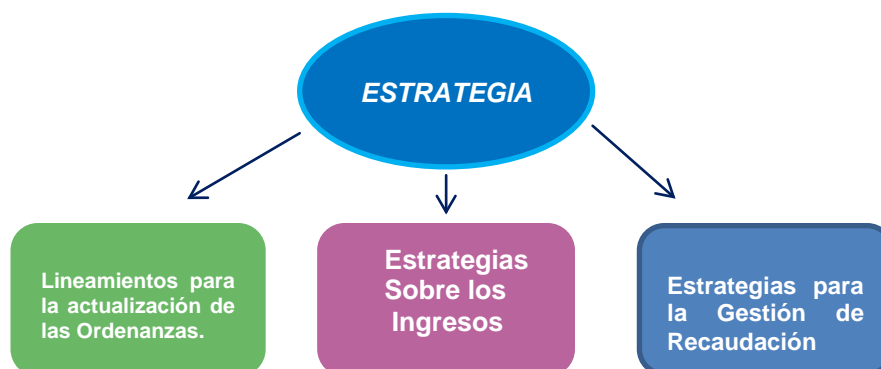 ESTRATEGIA
Lineamientos para
la actualización de
las Ordenanzas.
Estrategias
Sobre los
Ingresos
Estrategias para
la Gestión de
Recaudación